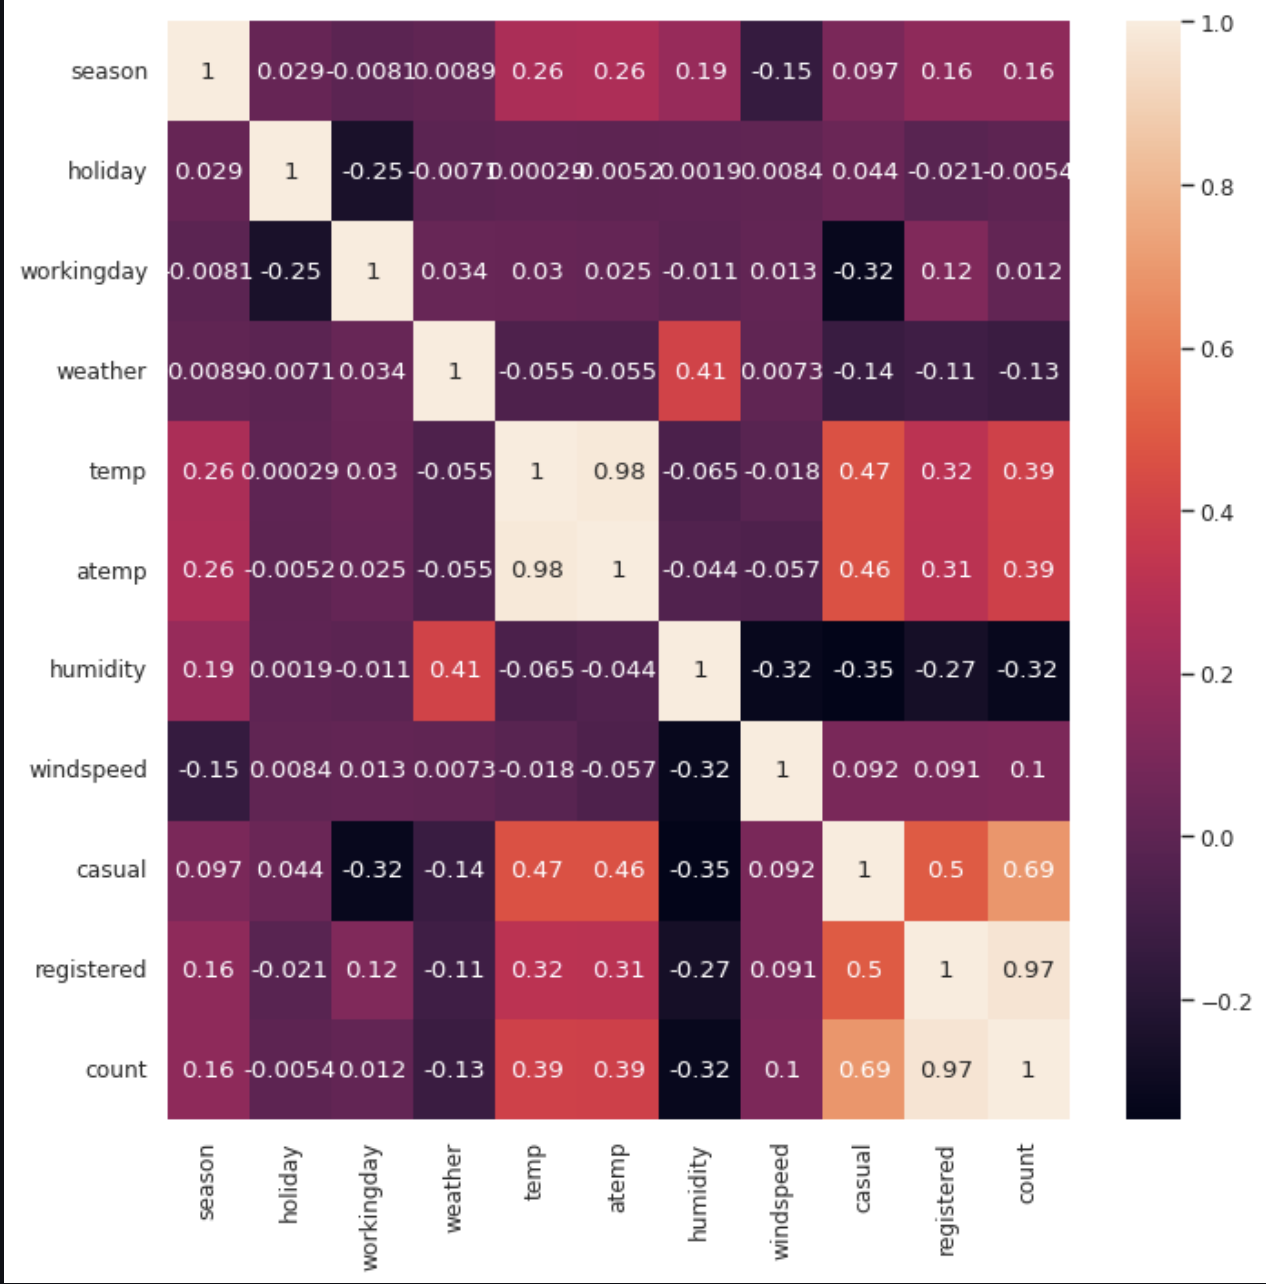 season 1 0.029 -0.0081 0.0089 0.26 0.26 0.19 -0.15 0.097 0.16 0.16
holiday 0.029 1 -0.25 -0.0071 0.00029 -0.0052 0.0019 0.0084 0.044 -0.021 -0.0054
workingday -0.0081 -0.25 1 0.034 0.03 0.025 -0.011 0.013 -0.32 0.12 0.012
weather 0.0089 -0.0071 0.034 1 -0.055 -0.055 0.41 0.0073 -0.14 -0.11 -0.13
temp 0.26 0.00029 0.03 -0.055 1 0.98 -0.065 -0.018 0.47 0.32 0.39
atemp 0.26 -0.0052 0.025 -0.055 0.98 1 -0.044 -0.057 0.46 0.31 0.39
humidity 0.19 0.0019 -0.011 0.41 -0.065 -0.044 1 -0.32 -0.35 -0.27 -0.32
windspeed -0.15 0.0084 0.013 0.0073 -0.018 -0.057 -0.32 1 0.092 0.091 0.1
casual 0.097 0.044 -0.32 -0.14 0.47 0.46 -0.35 0.092 1 0.5 0.69
registered 0.16 -0.021 0.12 -0.11 0.32 0.31 -0.27 0.091 0.5 1 0.97
count 0.16 -0.0054 0.012 -0.13 0.39 0.39 -0.32 0.1 0.69 0.97 1
season holiday workingday weather temp atemp humidity windspeed casual registered count
1.0
0.8
0.6
0.4
0.2
0.0
−0.2